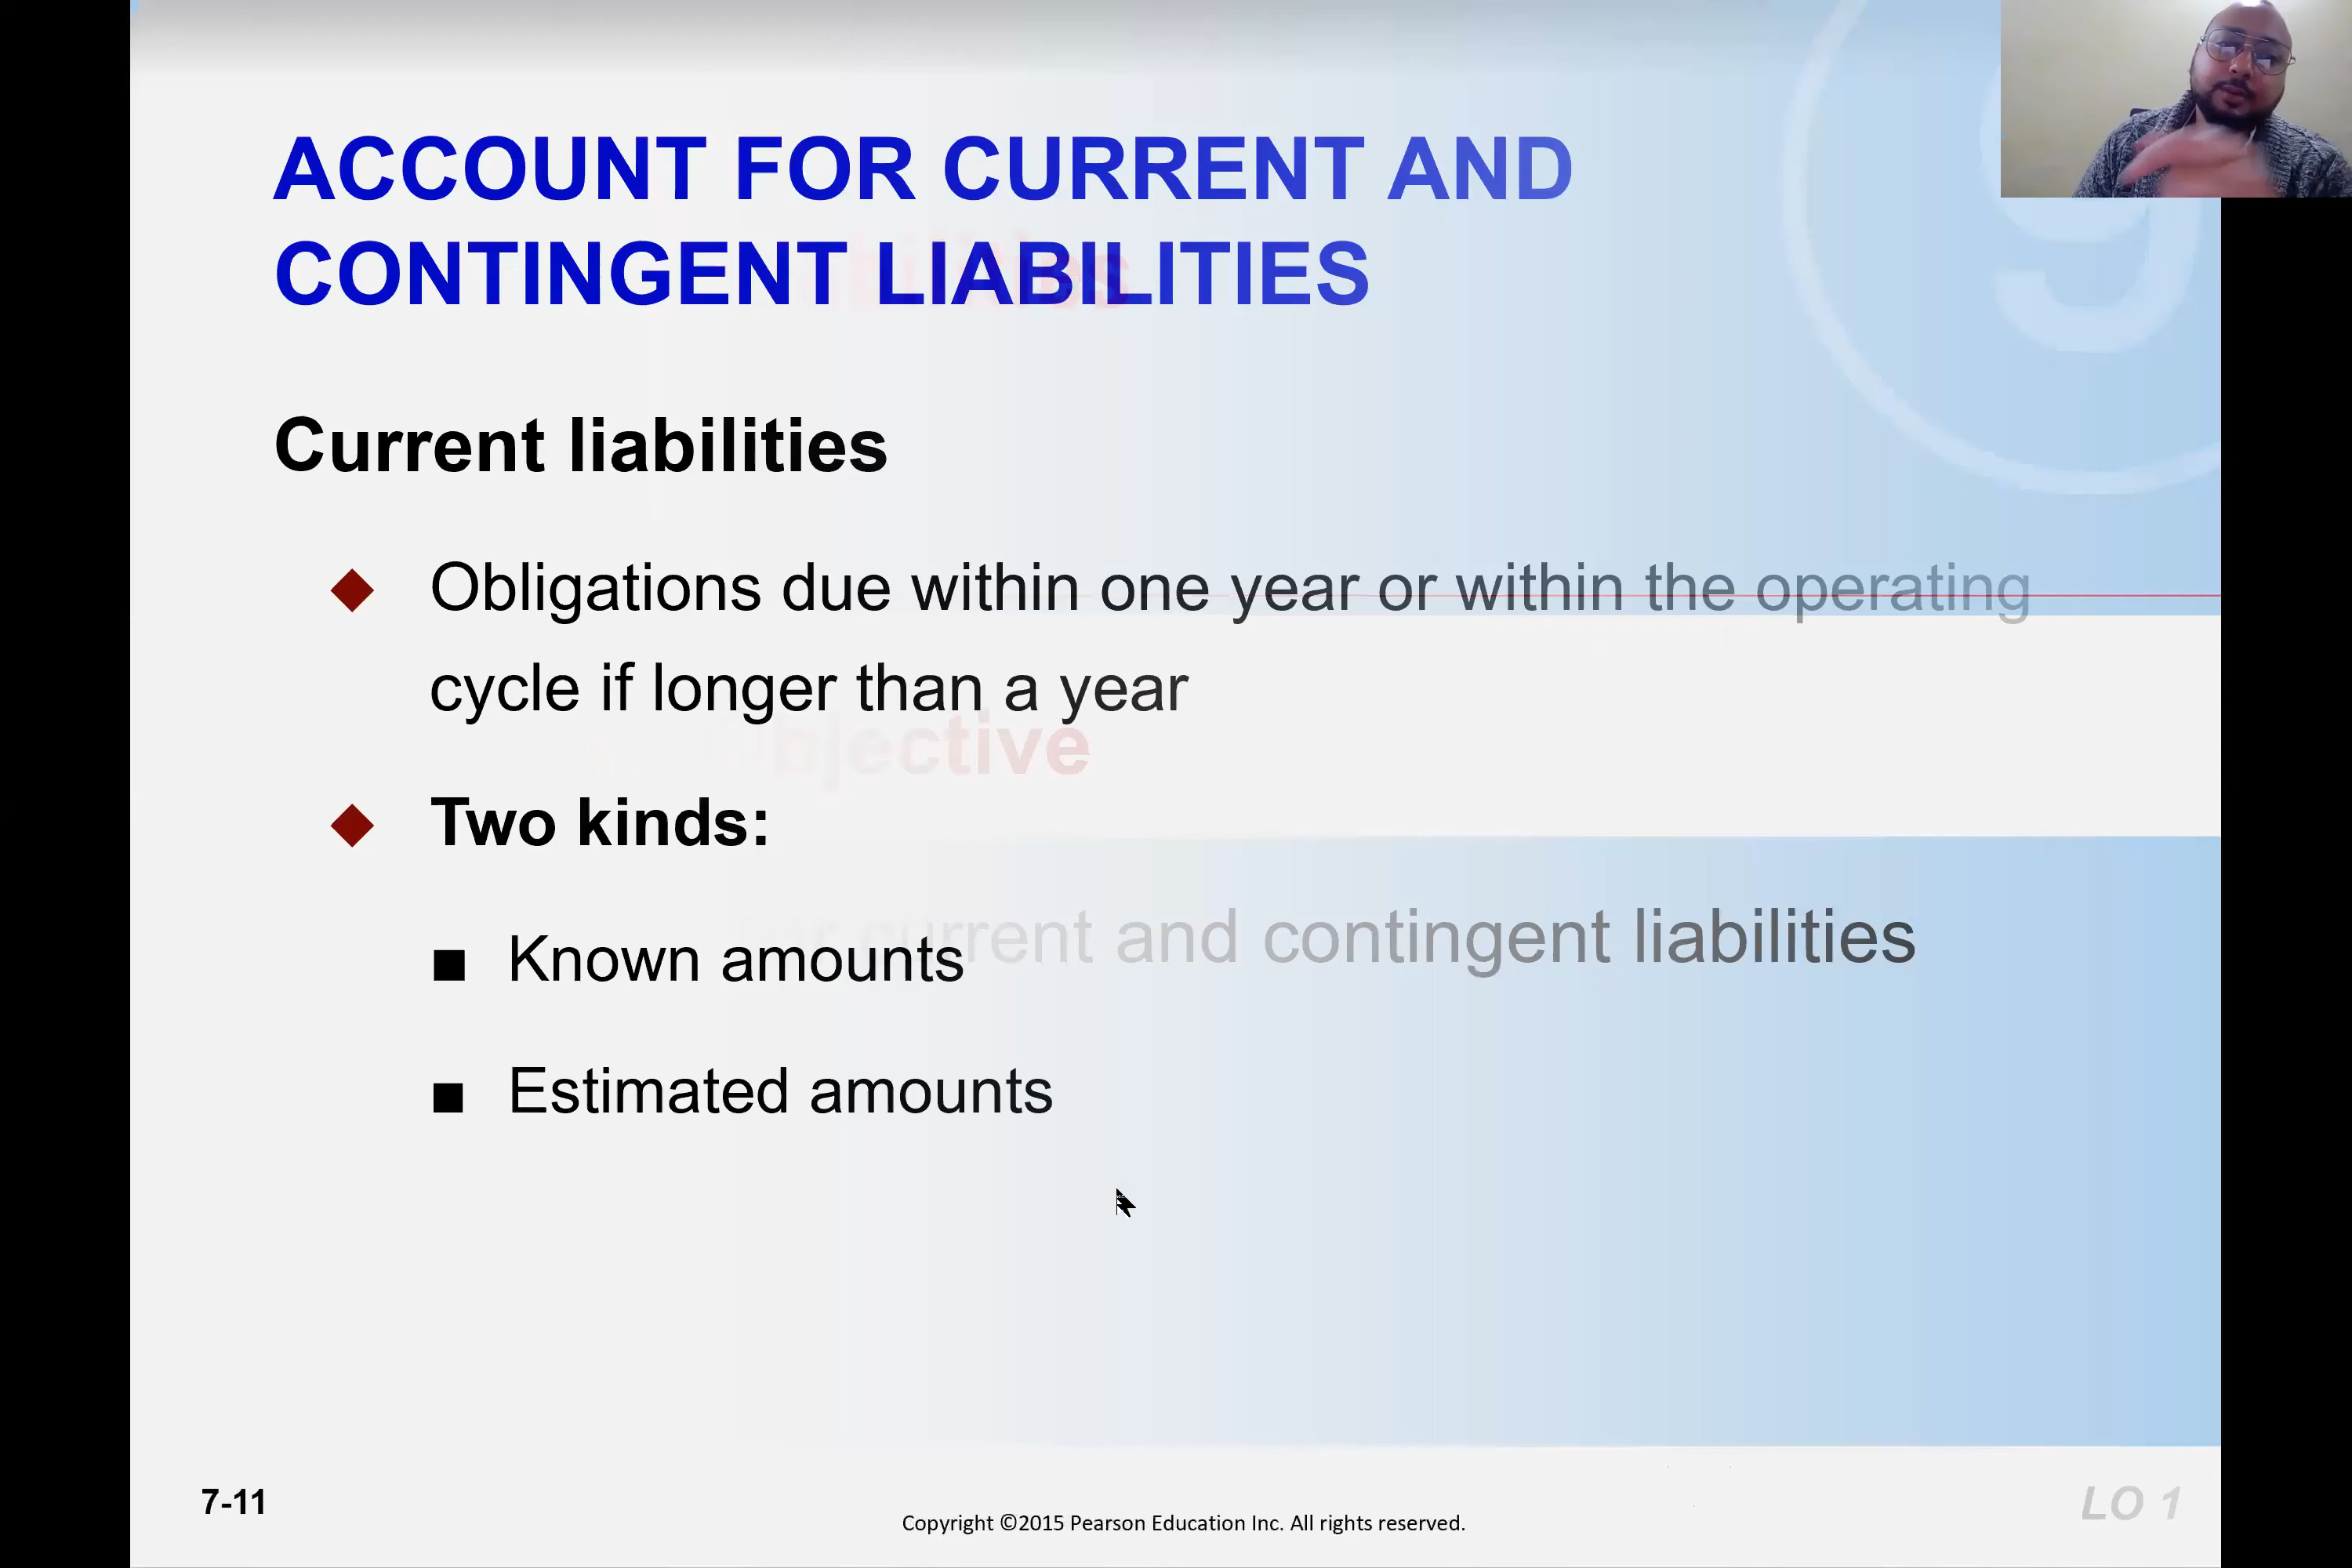 ACCOUNT FOR CURRENT AND
CONTINGENT LIABILITIES
Current liabilities
Obligations due within one year or within the operating
cycle if longer than a year
Objective
Two kinds:
current and contingent liabilities
Known amounts
Estimated amounts
7-11
Copyright ©2015 Pearson Education Inc. All rights reserved.
LO 1